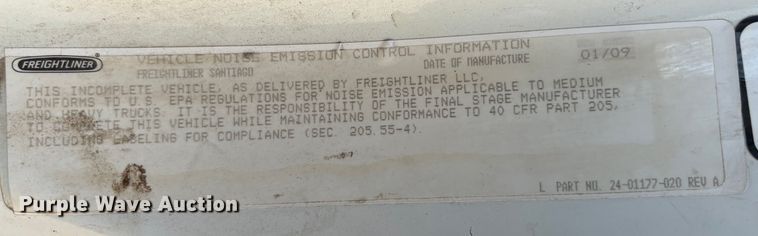 FREIGHTLINER
VEHICLE NOISE EMISSION CONTROL INFORMATION
FREIGHTLINER SANTIAGO DATE OF MANUFACTURE 01/09
THIS INCOMPLETE VEHICLE, AS DELIVERED BY FREIGHTLINER LLC,
CONFORMS TO U.S. EPA REGULATIONS FOR NOISE EMISSION APPLICABLE TO MEDIUM
AND HEAVY TRUCKS. IT IS THE RESPONSIBILITY OF THE FINAL STAGE MANUFACTURER
TO COMPLETE THIS VEHICLE WHILE MAINTAINING CONFORMANCE TO 40 CFR PART 205,
INCLUDING LABELING FOR COMPLIANCE (SEC. 205.55-4).
L PART NO. 24-01177-020 REV A
Purple Wave Auction